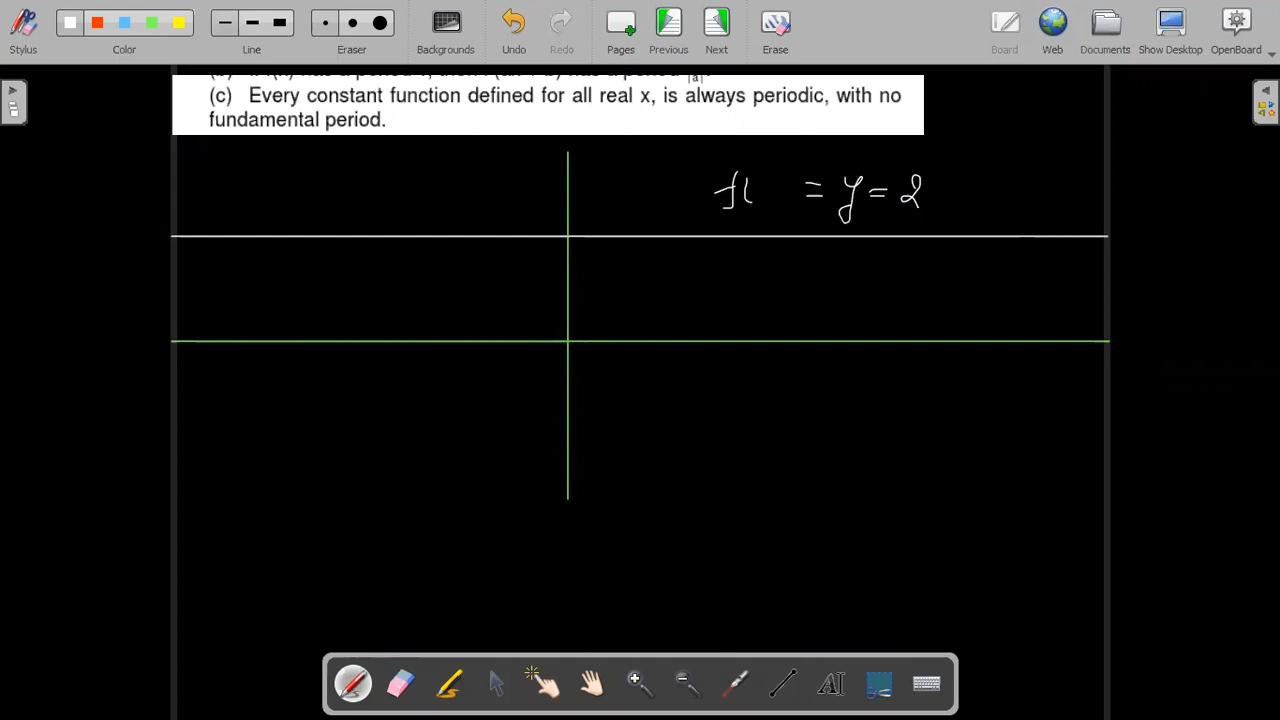 Stylus Color Line Eraser Backgrounds Undo Redo Pages Previous Next Erase Board Web Documents Show Desktop OpenBoard
(c) Every constant function defined for all real x, is always periodic, with no
fundamental period.
= y = 2
AI